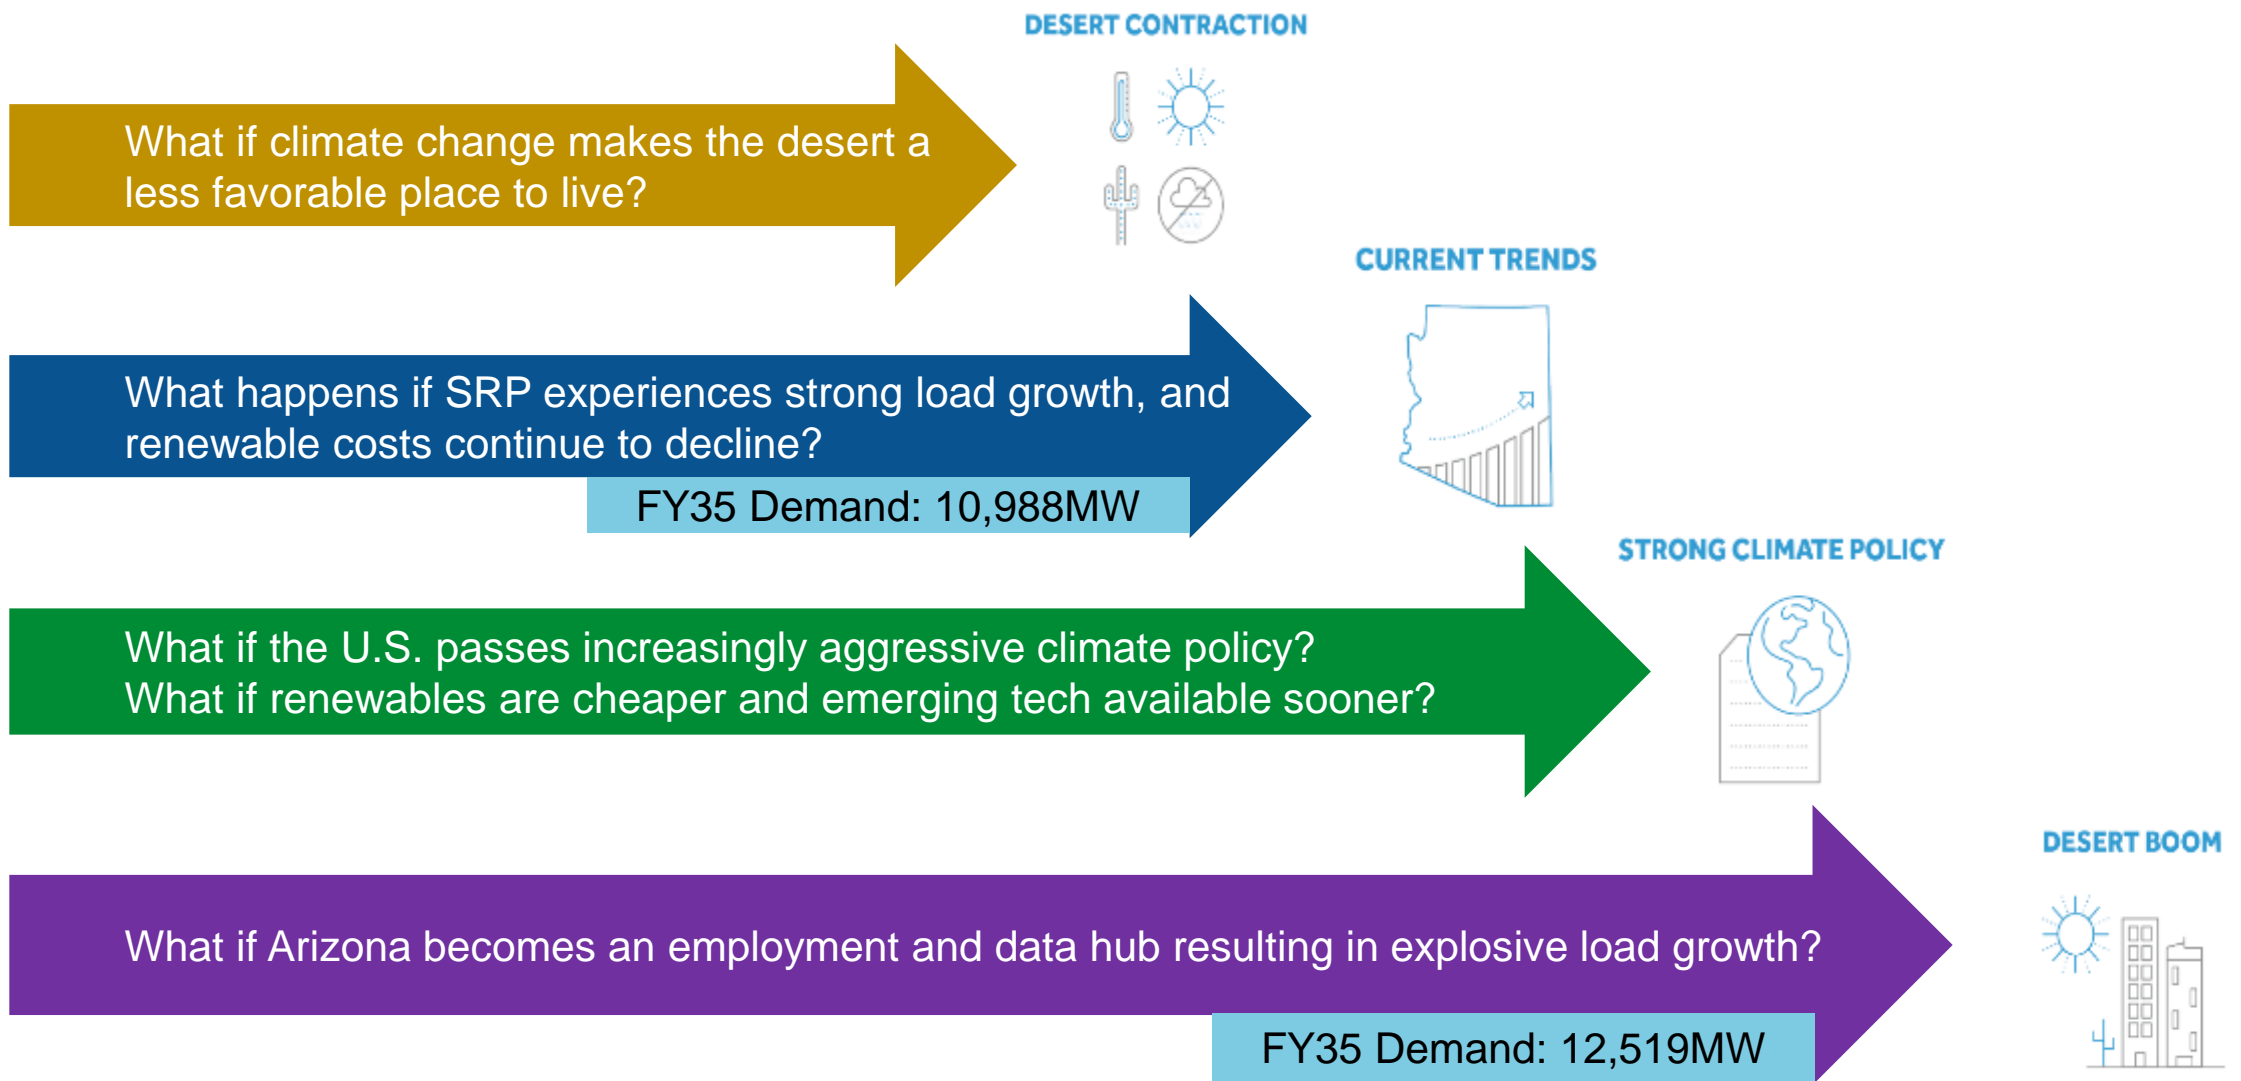 DESERT CONTRACTION
What if climate change makes the desert a
less favorable place to live?
CURRENT TRENDS
What happens if SRP experiences strong load growth, and
renewable costs continue to decline?
FY35 Demand: 10,988MW
STRONG CLIMATE POLICY
What if the U.S. passes increasingly aggressive climate policy?
What if renewables are cheaper and emerging tech available sooner?
DESERT BOOM
What if Arizona becomes an employment and data hub resulting in explosive load growth?
FY35 Demand: 12,519MW